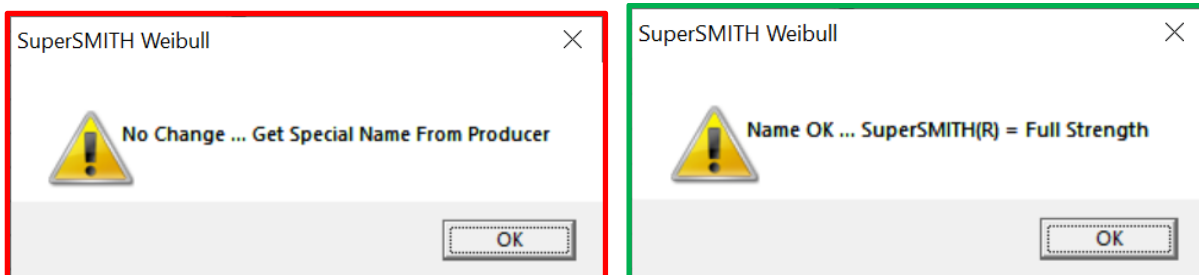 SuperSMITH Weibull
No Change ... Get Special Name From Producer
OK
SuperSMITH Weibull
Name OK ... SuperSMITH(R) = Full Strength
OK